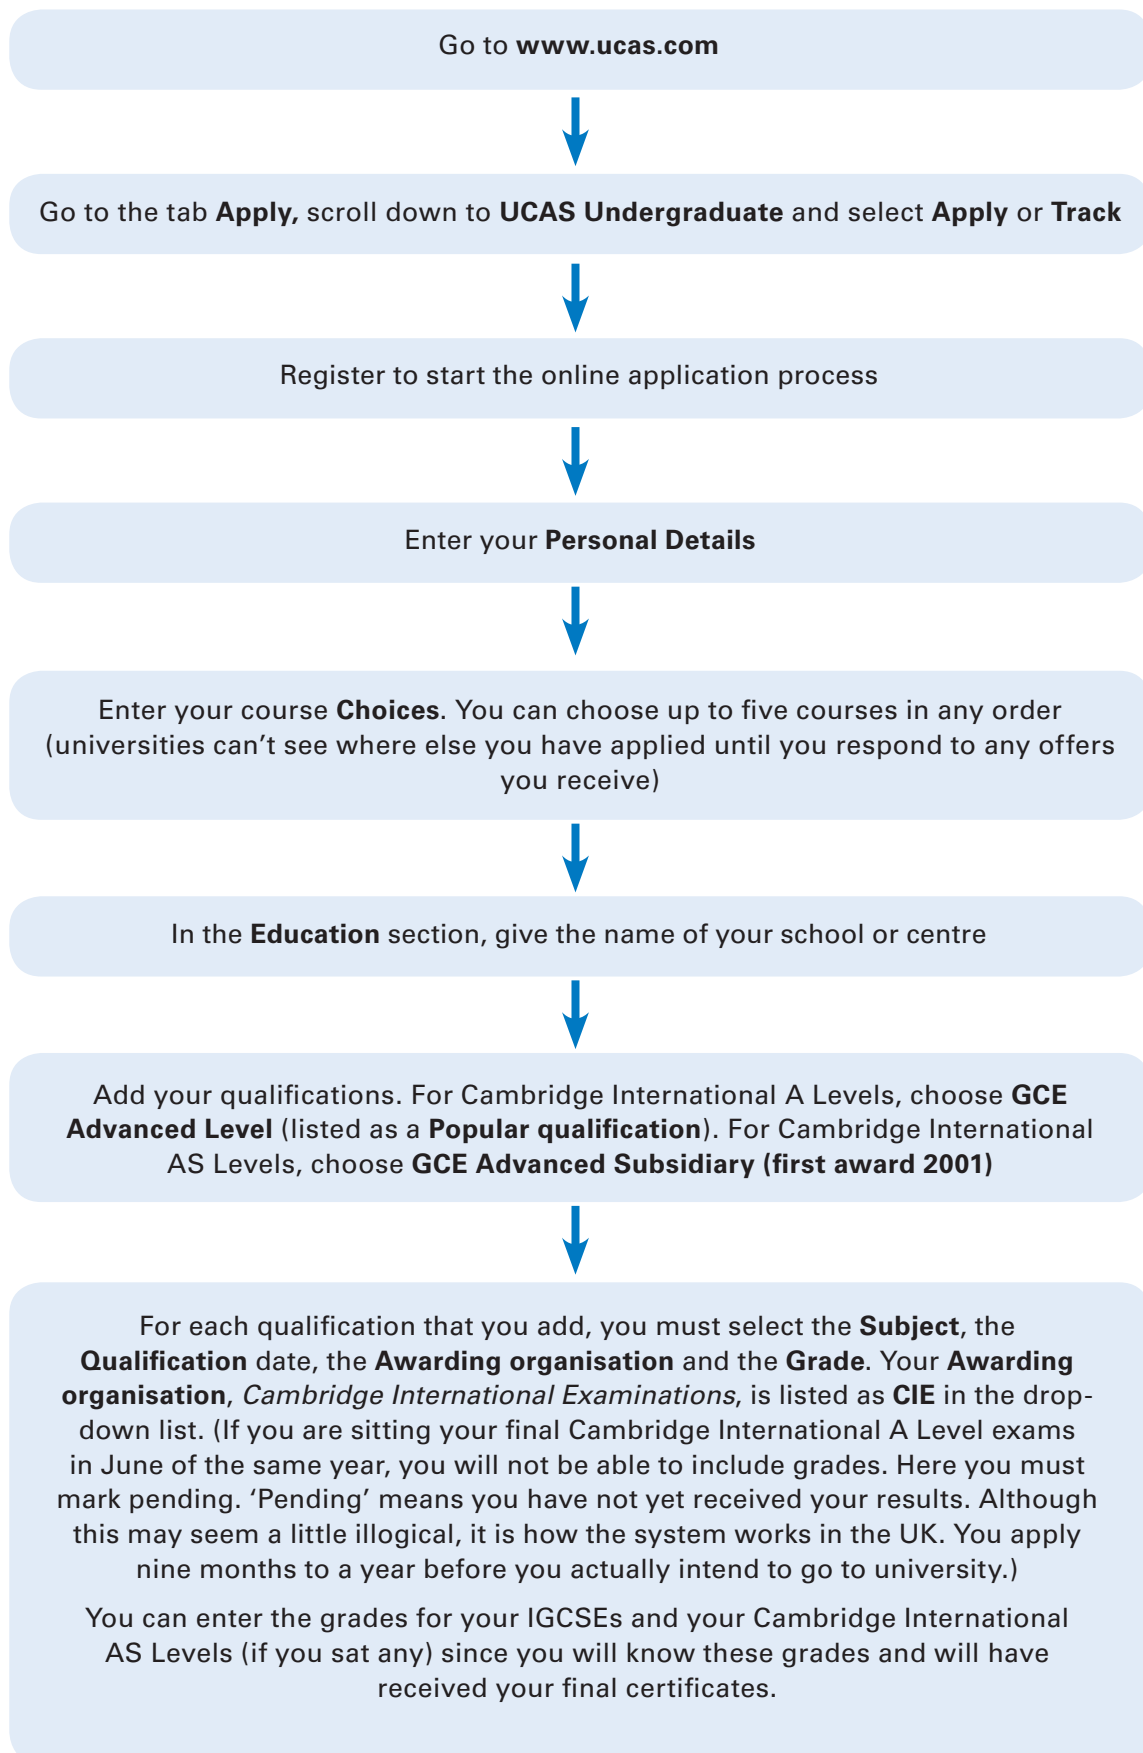 Go to www.ucas.com
Go to the tab Apply, scroll down to UCAS Undergraduate and select Apply or Track
Register to start the online application process
Enter your Personal Details
Enter your course Choices. You can choose up to five courses in any order
(universities can’t see where else you have applied until you respond to any offers
you receive)
In the Education section, give the name of your school or centre
Add your qualifications. For Cambridge International A Levels, choose GCE
Advanced Level (listed as a Popular qualification). For Cambridge International
AS Levels, choose GCE Advanced Subsidiary (first award 2001)
For each qualification that you add, you must select the Subject, the
Qualification date, the Awarding organisation and the Grade. Your Awarding
organisation, Cambridge International Examinations, is listed as CIE in the drop-
down list. (If you are sitting your final Cambridge International A Level exams
in June of the same year, you will not be able to include grades. Here you must
mark pending. ‘Pending’ means you have not yet received your results. Although
this may seem a little illogical, it is how the system works in the UK. You apply
nine months to a year before you actually intend to go to university.)
You can enter the grades for your IGCSEs and your Cambridge International
AS Levels (if you sat any) since you will know these grades and will have
received your final certificates.